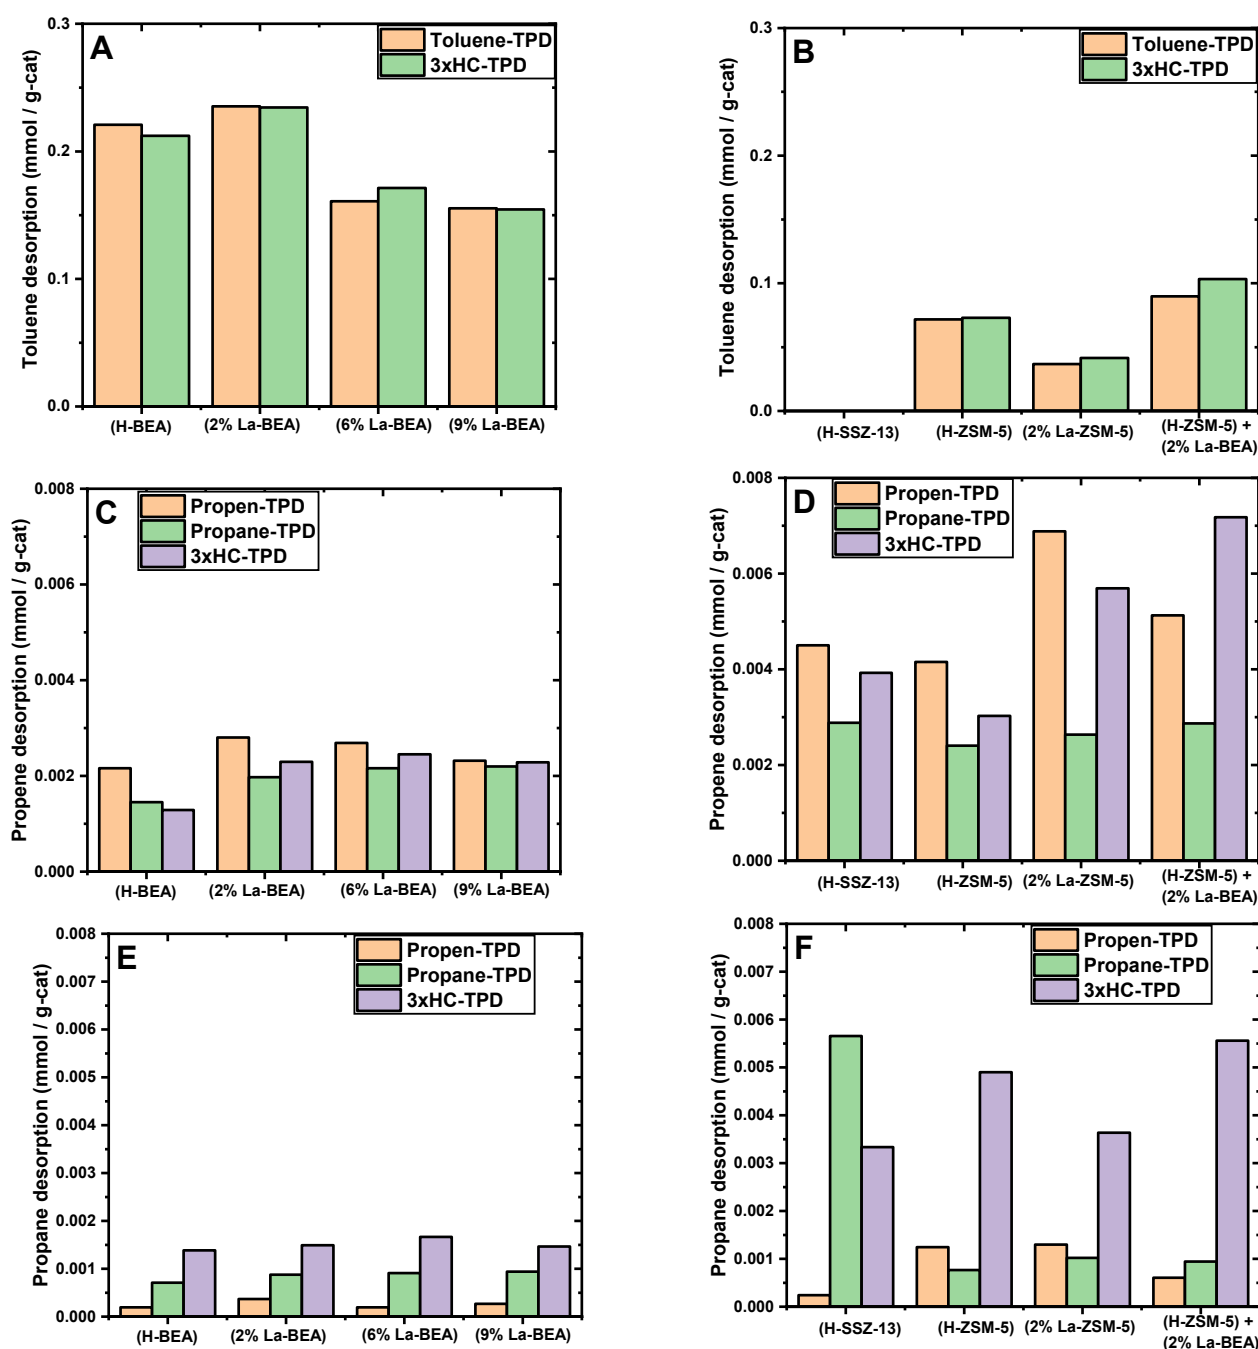 A
Toluene-TPD
3xHC-TPD
Toluene desorption (mmol / g-cat)
0.3
0.2
0.1
0.0
(H-BEA) (2% La-BEA) (6% La-BEA) (9% La-BEA)
B
Toluene-TPD
3xHC-TPD
Toluene desorption (mmol / g-cat)
0.3
0.2
0.1
0.0
(H-SSZ-13) (H-ZSM-5) (2% La-ZSM-5) (H-ZSM-5) +
(2% La-BEA)
C
Propen-TPD
Propane-TPD
3xHC-TPD
Propene desorption (mmol / g-cat)
0.008
0.006
0.004
0.002
0.000
(H-BEA) (2% La-BEA) (6% La-BEA) (9% La-BEA)
D
Propen-TPD
Propane-TPD
3xHC-TPD
Propene desorption (mmol / g-cat)
0.008
0.006
0.004
0.002
0.000
(H-SSZ-13) (H-ZSM-5) (2% La-ZSM-5) (H-ZSM-5) +
(2% La-BEA)
E
Propen-TPD
Propane-TPD
3xHC-TPD
Propane desorption (mmol / g-cat)
0.008
0.007
0.006
0.005
0.004
0.003
0.002
0.001
0.000
(H-BEA) (2% La-BEA) (6% La-BEA) (9% La-BEA)
F
Propen-TPD
Propane-TPD
3xHC-TPD
Propane desorption (mmol / g-cat)
0.008
0.007
0.006
0.005
0.004
0.003
0.002
0.001
0.000
(H-SSZ-13) (H-ZSM-5) (2% La-ZSM-5) (H-ZSM-5) +
(2% La-BEA)